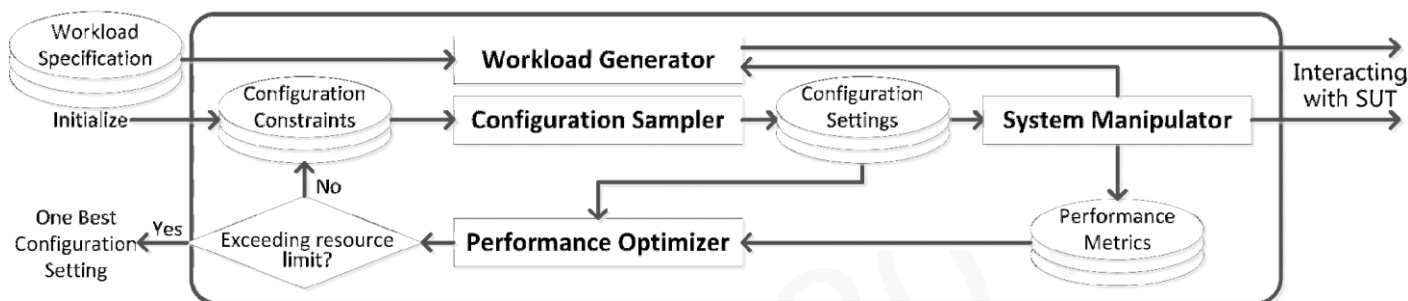 Workload
Specification
Workload Generator
Interacting
with SUT
Initialize
Configuration
Constraints
Configuration Sampler
Configuration
Settings
System Manipulator
No
One Best
Configuration
Setting
Yes
Exceeding resource
limit?
Performance Optimizer
Performance
Metrics